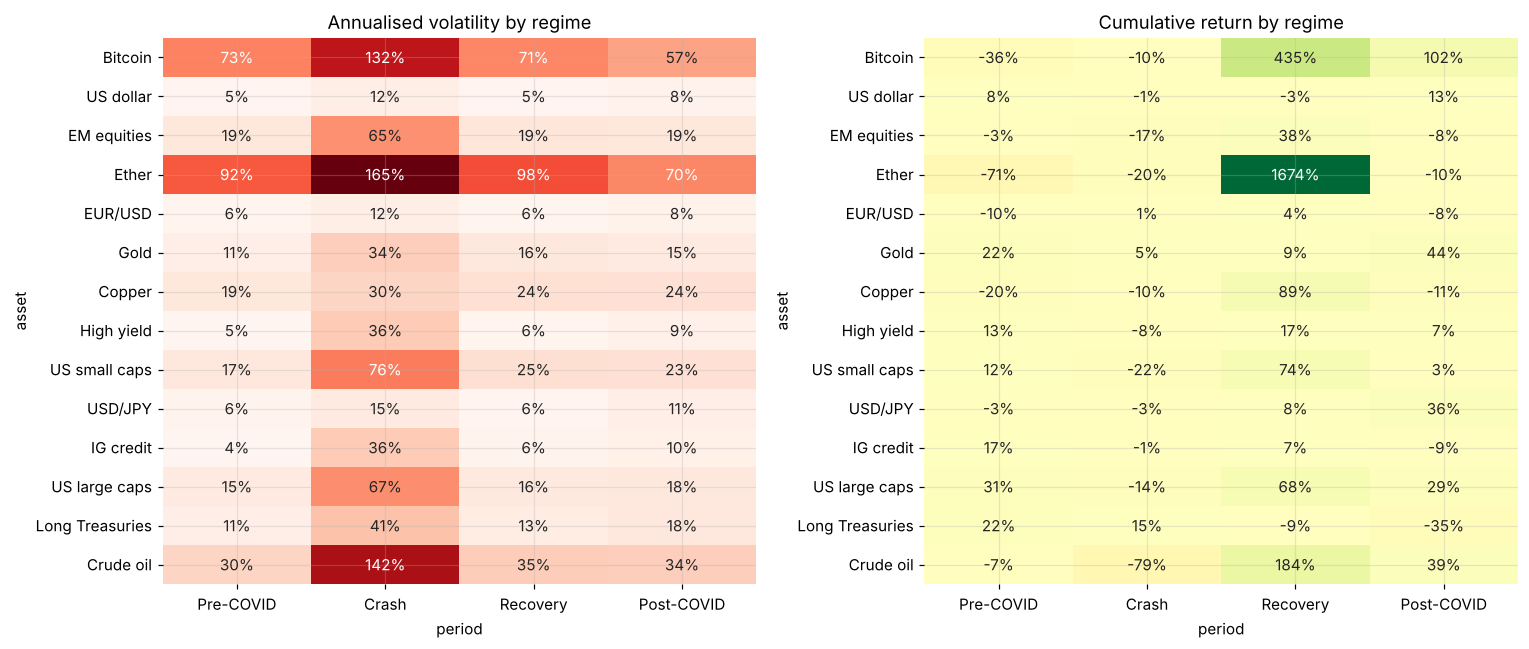 Annualised volatility by regime
asset
Bitcoin 73% 132% 71% 57%
US dollar 5% 12% 5% 8%
EM equities 19% 65% 19% 19%
Ether 92% 165% 98% 70%
EUR/USD 6% 12% 6% 8%
Gold 11% 34% 16% 15%
Copper 19% 30% 24% 24%
High yield 5% 36% 6% 9%
US small caps 17% 76% 25% 23%
USD/JPY 6% 15% 6% 11%
IG credit 4% 36% 6% 10%
US large caps 15% 67% 16% 18%
Long Treasuries 11% 41% 13% 18%
Crude oil 30% 142% 35% 34%
Pre-COVID Crash Recovery Post-COVID
period
Cumulative return by regime
asset
Bitcoin -36% -10% 435% 102%
US dollar 8% -1% -3% 13%
EM equities -3% -17% 38% -8%
Ether -71% -20% 1674% -10%
EUR/USD -10% 1% 4% -8%
Gold 22% 5% 9% 44%
Copper -20% -10% 89% -11%
High yield 13% -8% 17% 7%
US small caps 12% -22% 74% 3%
USD/JPY -3% -3% 8% 36%
IG credit 17% -1% 7% -9%
US large caps 31% -14% 68% 29%
Long Treasuries 22% 15% -9% -35%
Crude oil -7% -79% 184% 39%
Pre-COVID Crash Recovery Post-COVID
period